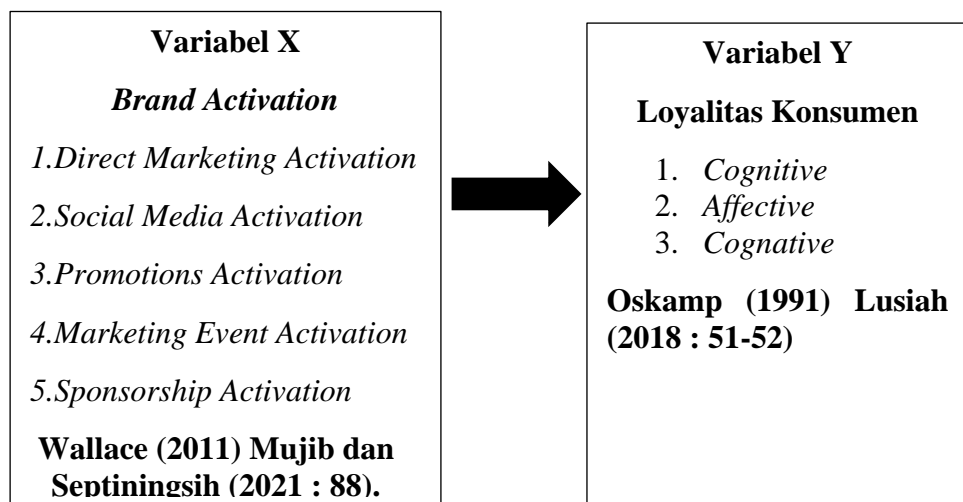 Variabel X
Brand Activation
1.Direct Marketing Activation
2.Social Media Activation
3.Promotions Activation
4.Marketing Event Activation
5.Sponsorship Activation
Wallace (2011) Mujib dan
Septiningsih (2021 : 88).
Variabel Y
Loyalitas Konsumen
1. Cognitive
2. Affective
3. Cognative
Oskamp (1991) Lusiah
(2018 : 51-52)